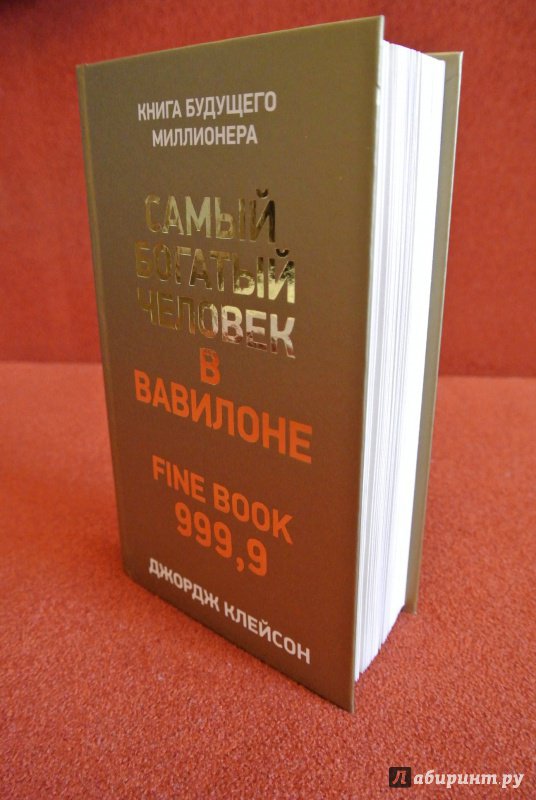 КНИГА БУДУЩЕГО
МИЛЛИОНЕРА
САМЫЙ
БОГАТЫЙ
ЧЕЛОВЕК
В
ВАВИЛОНЕ
FINE BOOK
999,9
ДЖОРДЖ КЛЕЙСОН
Лабиринт.ру